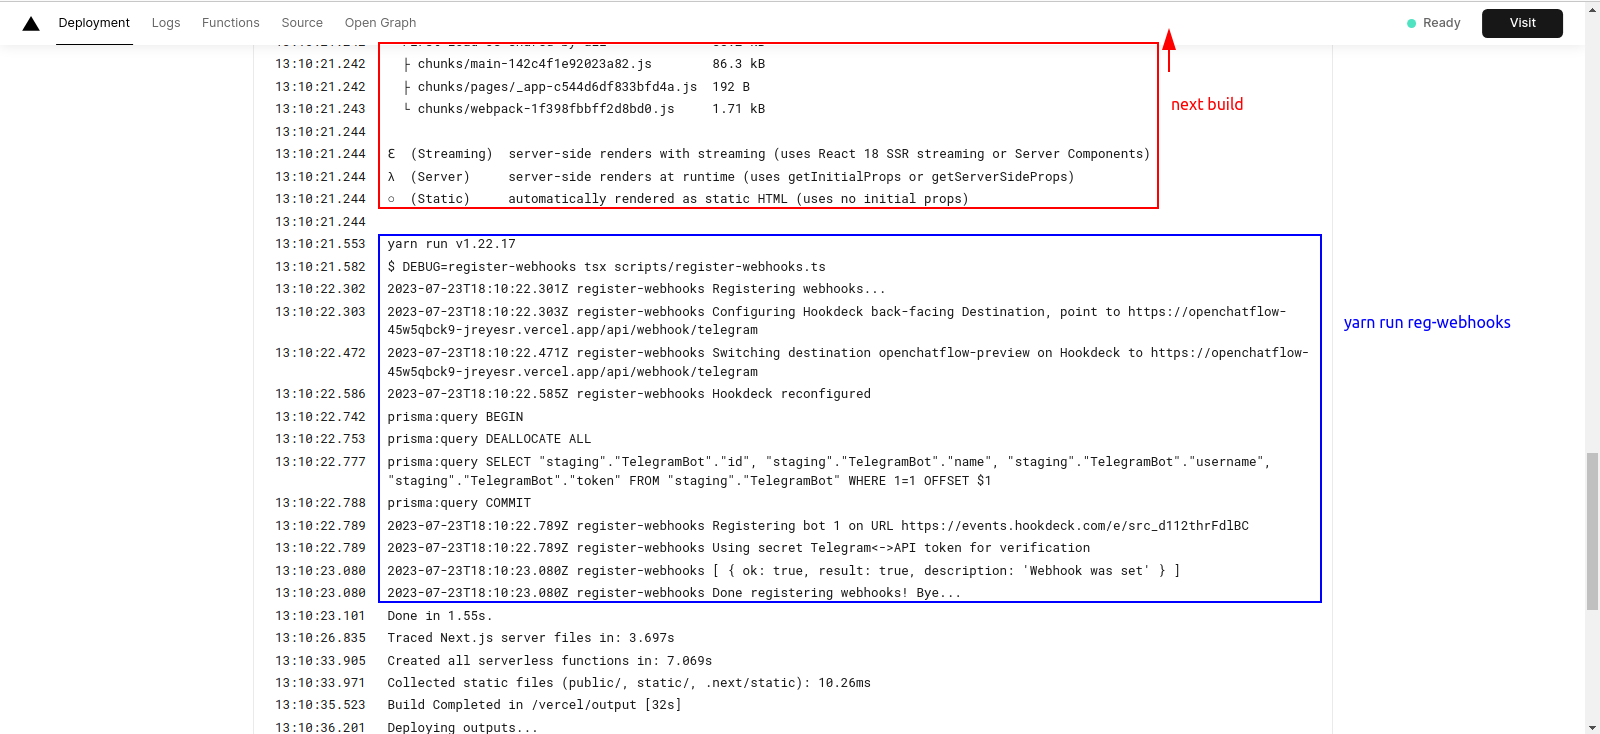 Deployment Logs Functions Source Open Graph Ready Visit
13:10:21.242 First Load JS shared by all
13:10:21.242 ├ chunks/main-142c4f1e92023a82.js 86.3 kB
13:10:21.242 ├ chunks/pages/_app-c544d6df833bfd4a.js 192 B
13:10:21.243 └ chunks/webpack-1f398fbbff2d8bd0.js 1.71 kB
next build
13:10:21.244
13:10:21.244 ℇ (Streaming) server-side renders with streaming (uses React 18 SSR streaming or Server Components)
13:10:21.244 λ (Server) server-side renders at runtime (uses getInitialProps or getServerSideProps)
13:10:21.244 ○ (Static) automatically rendered as static HTML (uses no initial props)
13:10:21.244
13:10:21.553 yarn run v1.22.17
13:10:21.582 $ DEBUG=register-webhooks tsx scripts/register-webhooks.ts
13:10:22.302 2023-07-23T18:10:22.301Z register-webhooks Registering webhooks...
13:10:22.303 2023-07-23T18:10:22.303Z register-webhooks Configuring Hookdeck back-facing Destination, point to https://openchatflow-
45w5qbck9-jreyesr.vercel.app/api/webhook/telegram
yarn run reg-webhooks
13:10:22.472 2023-07-23T18:10:22.471Z register-webhooks Switching destination openchatflow-preview on Hookdeck to https://openchatflow-
45w5qbck9-jreyesr.vercel.app/api/webhook/telegram
13:10:22.586 2023-07-23T18:10:22.585Z register-webhooks Hookdeck reconfigured
13:10:22.742 prisma:query BEGIN
13:10:22.753 prisma:query DEALLOCATE ALL
13:10:22.777 prisma:query SELECT "staging"."TelegramBot"."id", "staging"."TelegramBot"."name", "staging"."TelegramBot"."username",
"staging"."TelegramBot"."token" FROM "staging"."TelegramBot" WHERE 1=1 OFFSET $1
13:10:22.788 prisma:query COMMIT
13:10:22.789 2023-07-23T18:10:22.789Z register-webhooks Registering bot 1 on URL https://events.hookdeck.com/e/src_d112thrFdlBC
13:10:22.789 2023-07-23T18:10:22.789Z register-webhooks Using secret Telegram<->API token for verification
13:10:23.080 2023-07-23T18:10:23.080Z register-webhooks [ { ok: true, result: true, description: 'Webhook was set' } ]
13:10:23.080 2023-07-23T18:10:23.080Z register-webhooks Done registering webhooks! Bye...
13:10:23.101 Done in 1.55s.
13:10:26.835 Traced Next.js server files in: 3.697s
13:10:33.905 Created all serverless functions in: 7.069s
13:10:33.971 Collected static files (public/, static/, .next/static): 10.26ms
13:10:35.523 Build Completed in /vercel/output [32s]
13:10:36.201 Deploying outputs...